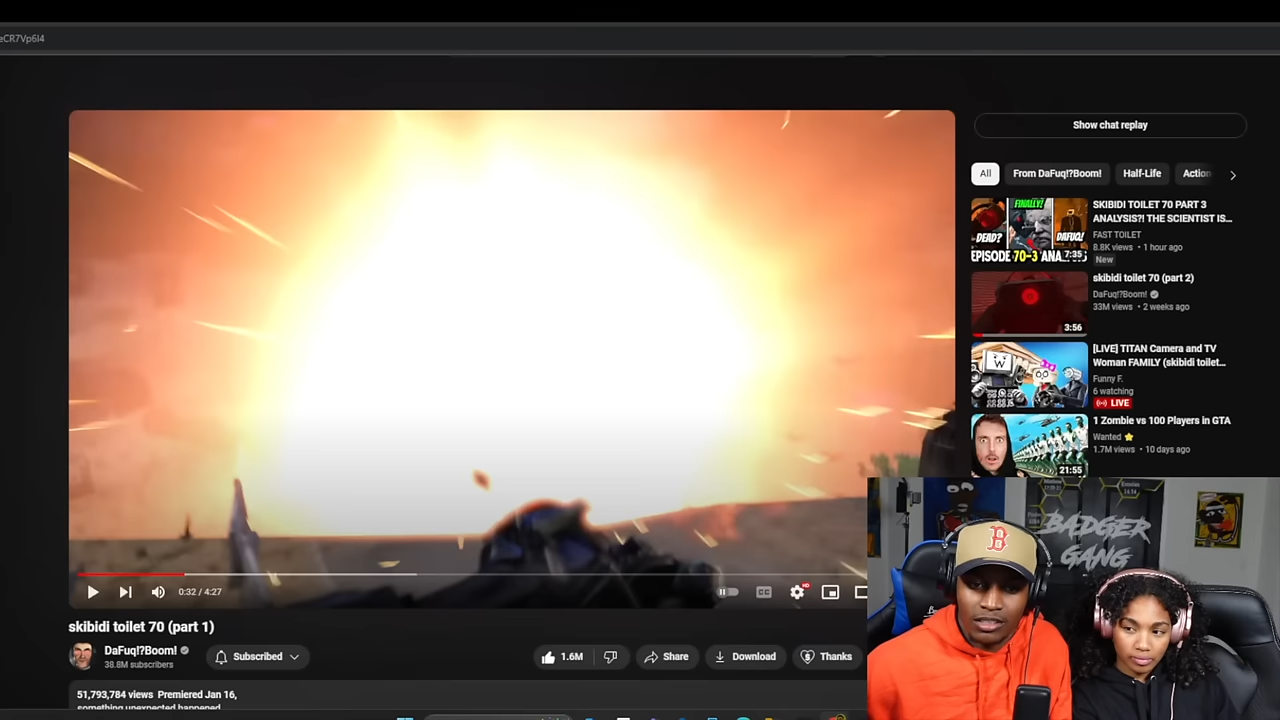 eCR7Vp6I4
Show chat replay
All
From DaFuq!?Boom!
Half-Life
Action
FINALLY!
DEAD?
DAFUQ!
EPISODE 70-3 ANALYSIS
7:35
SKIBIDI TOILET 70 PART 3
ANALYSIS?! THE SCIENTIST IS...
FAST TOILET
8.8K views • 1 hour ago
New
skibidi toilet 70 (part 2)
DaFuq!?Boom!
33M views • 2 weeks ago
3:56
[LIVE] TITAN Camera and TV
Woman FAMILY (skibidi toilet...
Funny F.
6 watching
LIVE
1 Zombie vs 100 Players in GTA
Wanted
1.7M views • 10 days ago
21:55
0:32 / 4:27
CC
HD
skibidi toilet 70 (part 1)
DaFuq!?Boom!
38.8M subscribers
Subscribed
1.6M
Share
Download
Thanks
51,793,784 views Premiered Jan 16,
something unexpected happened
BADGER
GANG
B